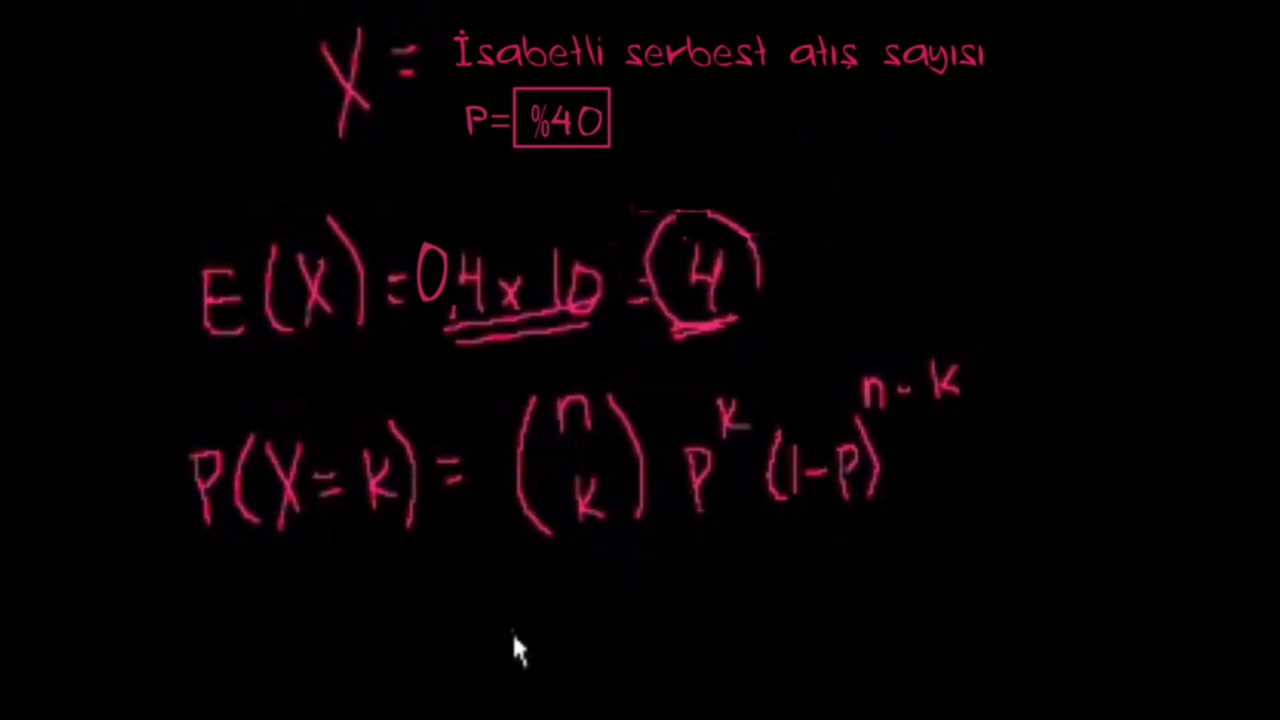 X = İsabetli serbest atış sayısı
P= %40
E(X) = 0,4 x 10 = 4
P(X=k) = (n k) P^k (1-P)^n-k